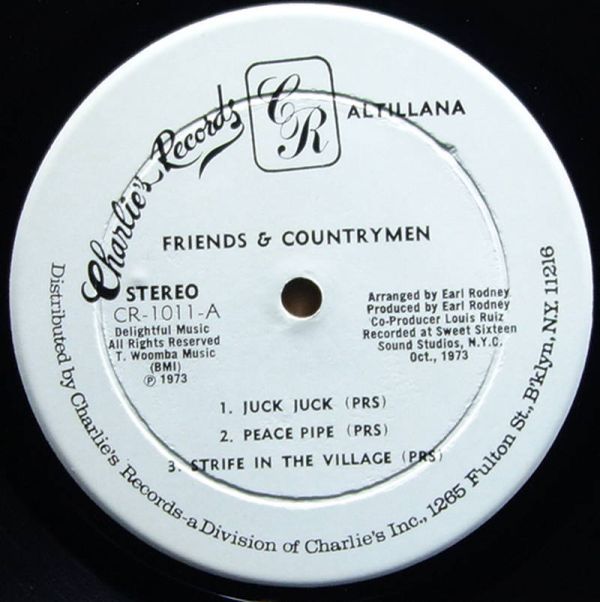 Charlie's Records
CR
ALTILLANA
FRIENDS & COUNTRYMEN
STEREO
CR-1011-A
Delightful Music
All Rights Reserved
T. Woomba Music
(BMI)
℗ 1973
Arranged by Earl Rodney
Produced by Earl Rodney
Co-Producer Louis Ruiz
Recorded at Sweet Sixteen
Sound Studios, N.Y.C.
Oct., 1973
1. JUCK JUCK (PRS)
2. PEACE PIPE (PRS)
3. STRIFE IN THE VILLAGE (PRS)
Distributed by Charlie's Records-a Division of Charlie's Inc., 1265 Fulton St., B'klyn, N.Y. 11216